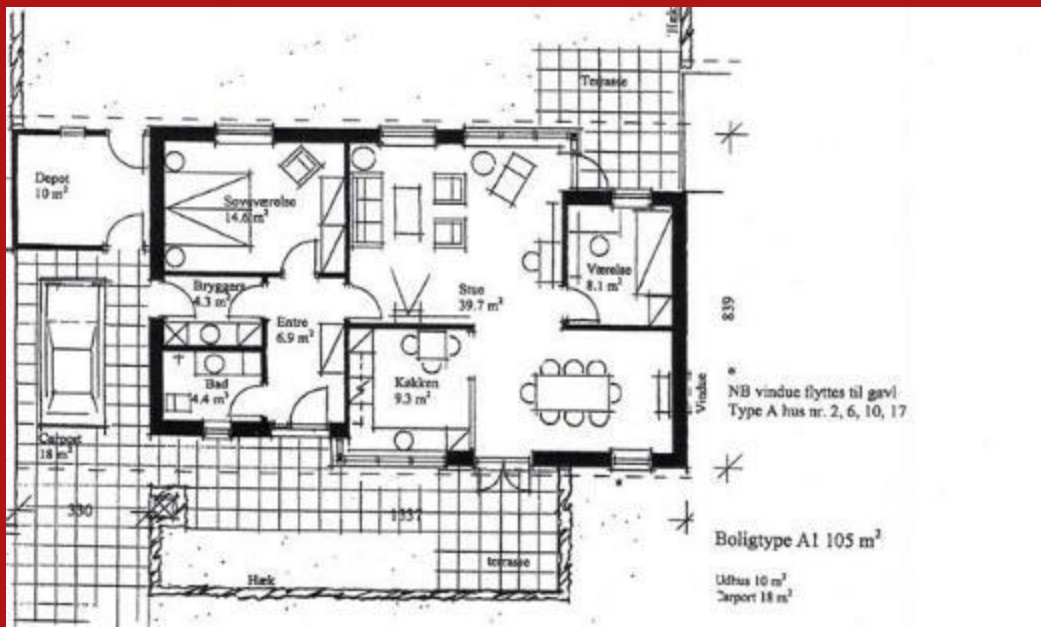 Terrasse
Depot
10 m²
Soveværelse
14.6 m²
Bryggers
4.3 m²
Værelse
8.1 m²
Stue
39.7 m²
Entre
6.9 m²
839
Bad
4.4 m²
Køkken
9.3 m²
Vindue
NB vindue flyttes til gavl
Type A hus nr. 2, 6, 10, 17
Carport
18 m²
330
1337
Boligtype A1 105 m²
terrasse
Hæk
Udhus 10 m²
Carport 18 m²